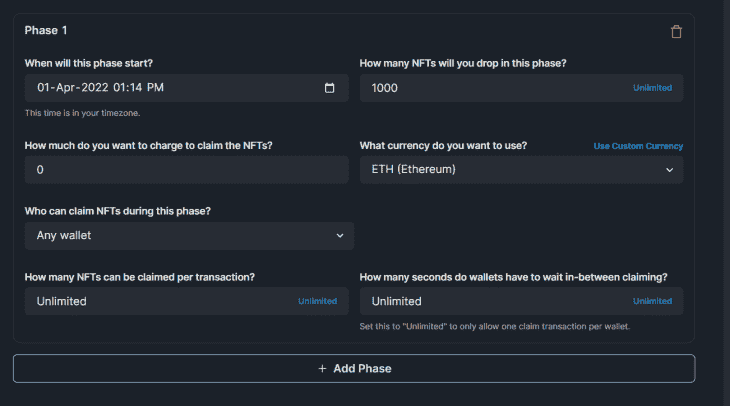 Phase 1
When will this phase start?
How many NFTs will you drop in this phase?
01-Apr-2022 01:14 PM
1000
Unlimited
This time is in your timezone.
How much do you want to charge to claim the NFTs?
What currency do you want to use?
Use Custom Currency
0
ETH (Ethereum)
Who can claim NFTs during this phase?
Any wallet
How many NFTs can be claimed per transaction?
How many seconds do wallets have to wait in-between claiming?
Unlimited
Unlimited
Unlimited
Unlimited
Set this to "Unlimited" to only allow one claim transaction per wallet.
+ Add Phase